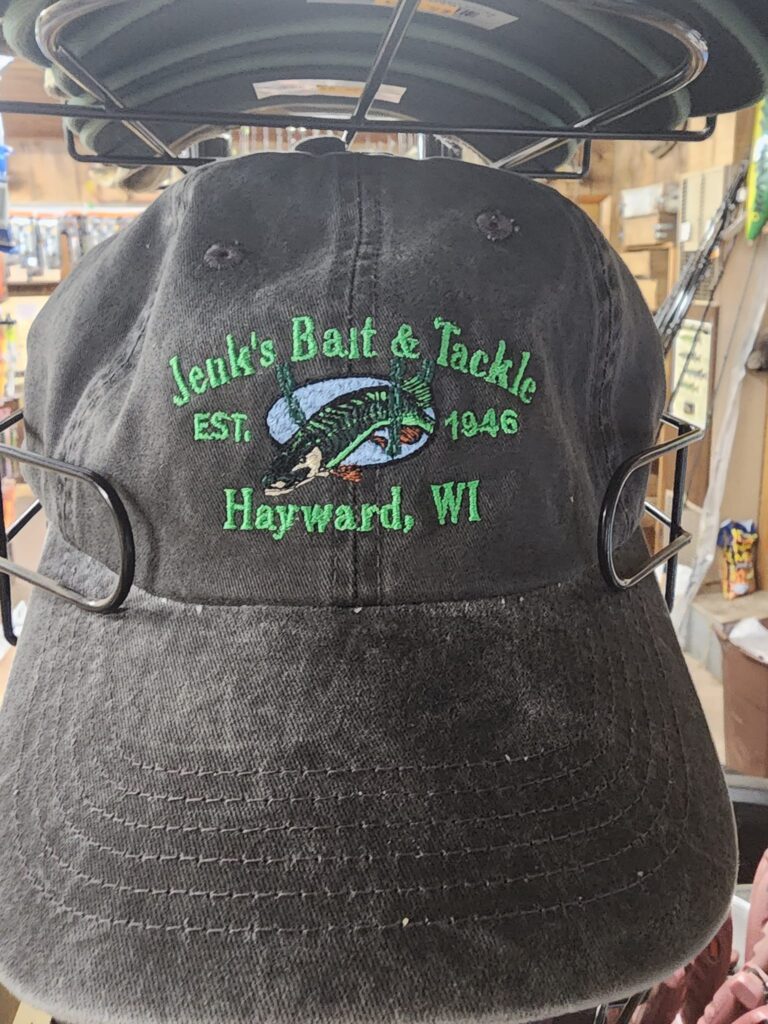 Jenk's Bait & Tackle
EST. 1946
Hayward, WI